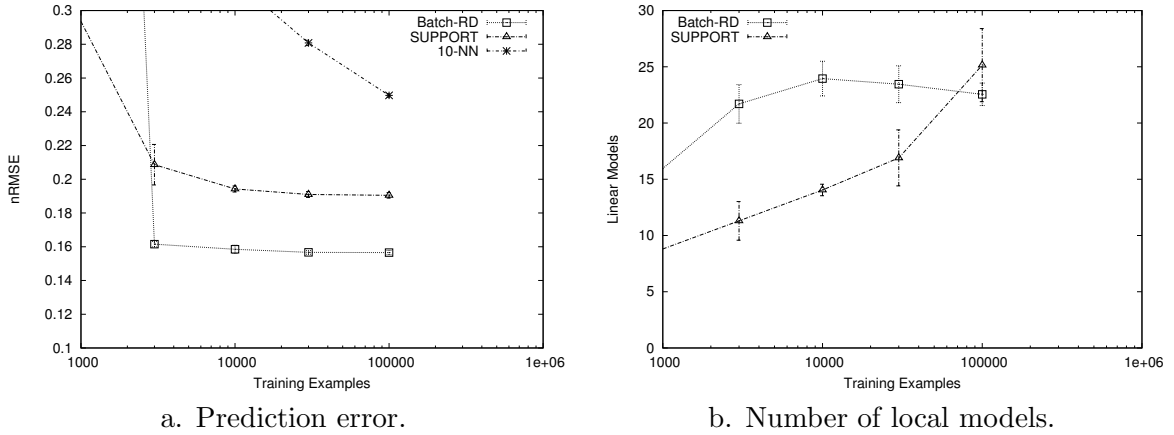 0.3
0.28
0.26
0.24
0.22
0.2
0.18
0.16
0.14
0.12
0.1
nRMSE
Batch-RD
SUPPORT
10-NN
1000
10000
100000
1e+06
Training Examples
a. Prediction error.
30
25
20
15
10
5
0
Linear Models
Batch-RD
SUPPORT
1000
10000
100000
1e+06
Training Examples
b. Number of local models.